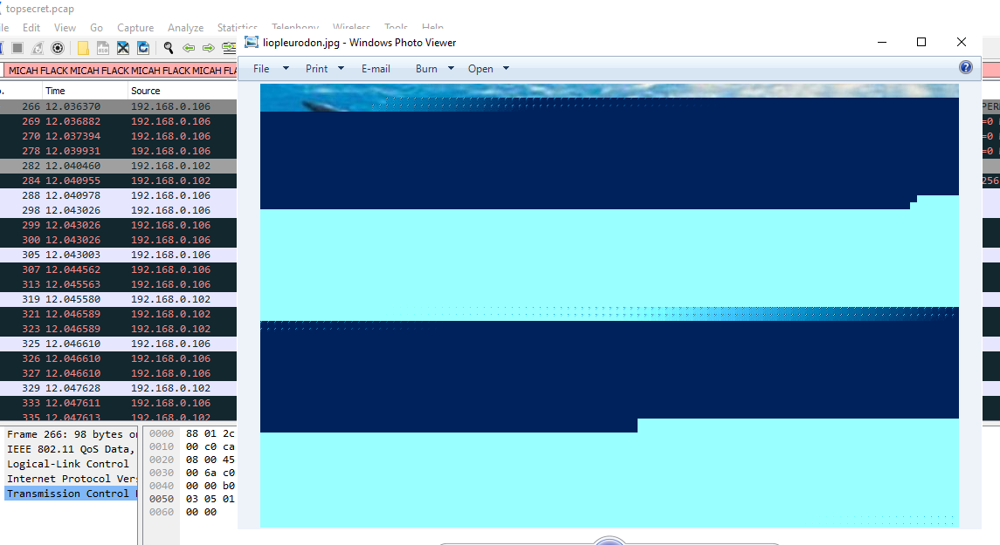 topsecret.pcap
Edit View Go Capture Analyze Statistics Telephony Wireless Tools Help
liopleurodon.jpg - Windows Photo Viewer
MICAH FLACK MICAH FLACK MICAH FLACK MICAH FLA
File Print E-mail Burn Open
Time Source
266 12.036370 192.168.0.106
269 12.036882 192.168.0.106
270 12.037394 192.168.0.106
278 12.039931 192.168.0.106
282 12.040460 192.168.0.102
284 12.040955 192.168.0.102 256
288 12.040978 192.168.0.106
298 12.043026 192.168.0.106
299 12.043026 192.168.0.106
300 12.043026 192.168.0.106
305 12.043003 192.168.0.106
307 12.044562 192.168.0.106
313 12.045563 192.168.0.106
319 12.045580 192.168.0.102
321 12.046589 192.168.0.102
323 12.046589 192.168.0.102
325 12.046610 192.168.0.106
326 12.046610 192.168.0.106
327 12.046610 192.168.0.106
329 12.047628 192.168.0.102
333 12.047611 192.168.0.106
335 12.047613 192.168.0.102
Frame 266: 98 bytes o
IEEE 802.11 QoS Data,
Logical-Link Control
Internet Protocol Ver
Transmission Control
0000 88 01 2c
0010 00 c0 ca
0020 08 00 45
0030 00 6a c0
0040 00 00 b0
0050 03 05 01
0060 00 00